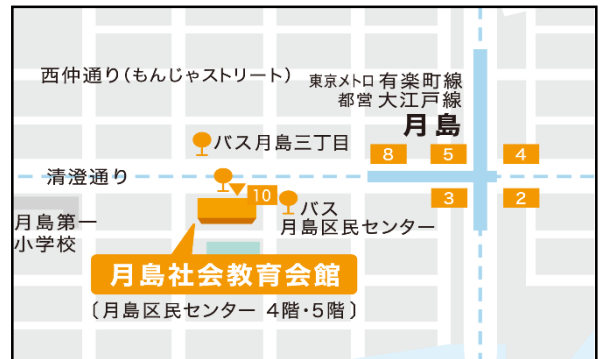 西仲通り(もんじゃストリート)
東京メトロ 有楽町線
都営 大江戸線
月島
バス月島三丁目
8
5
4
清澄通り
10
3
2
バス
月島区民センター
月島第一
小学校
月島社会教育会館
〔月島区民センター 4階・5階〕